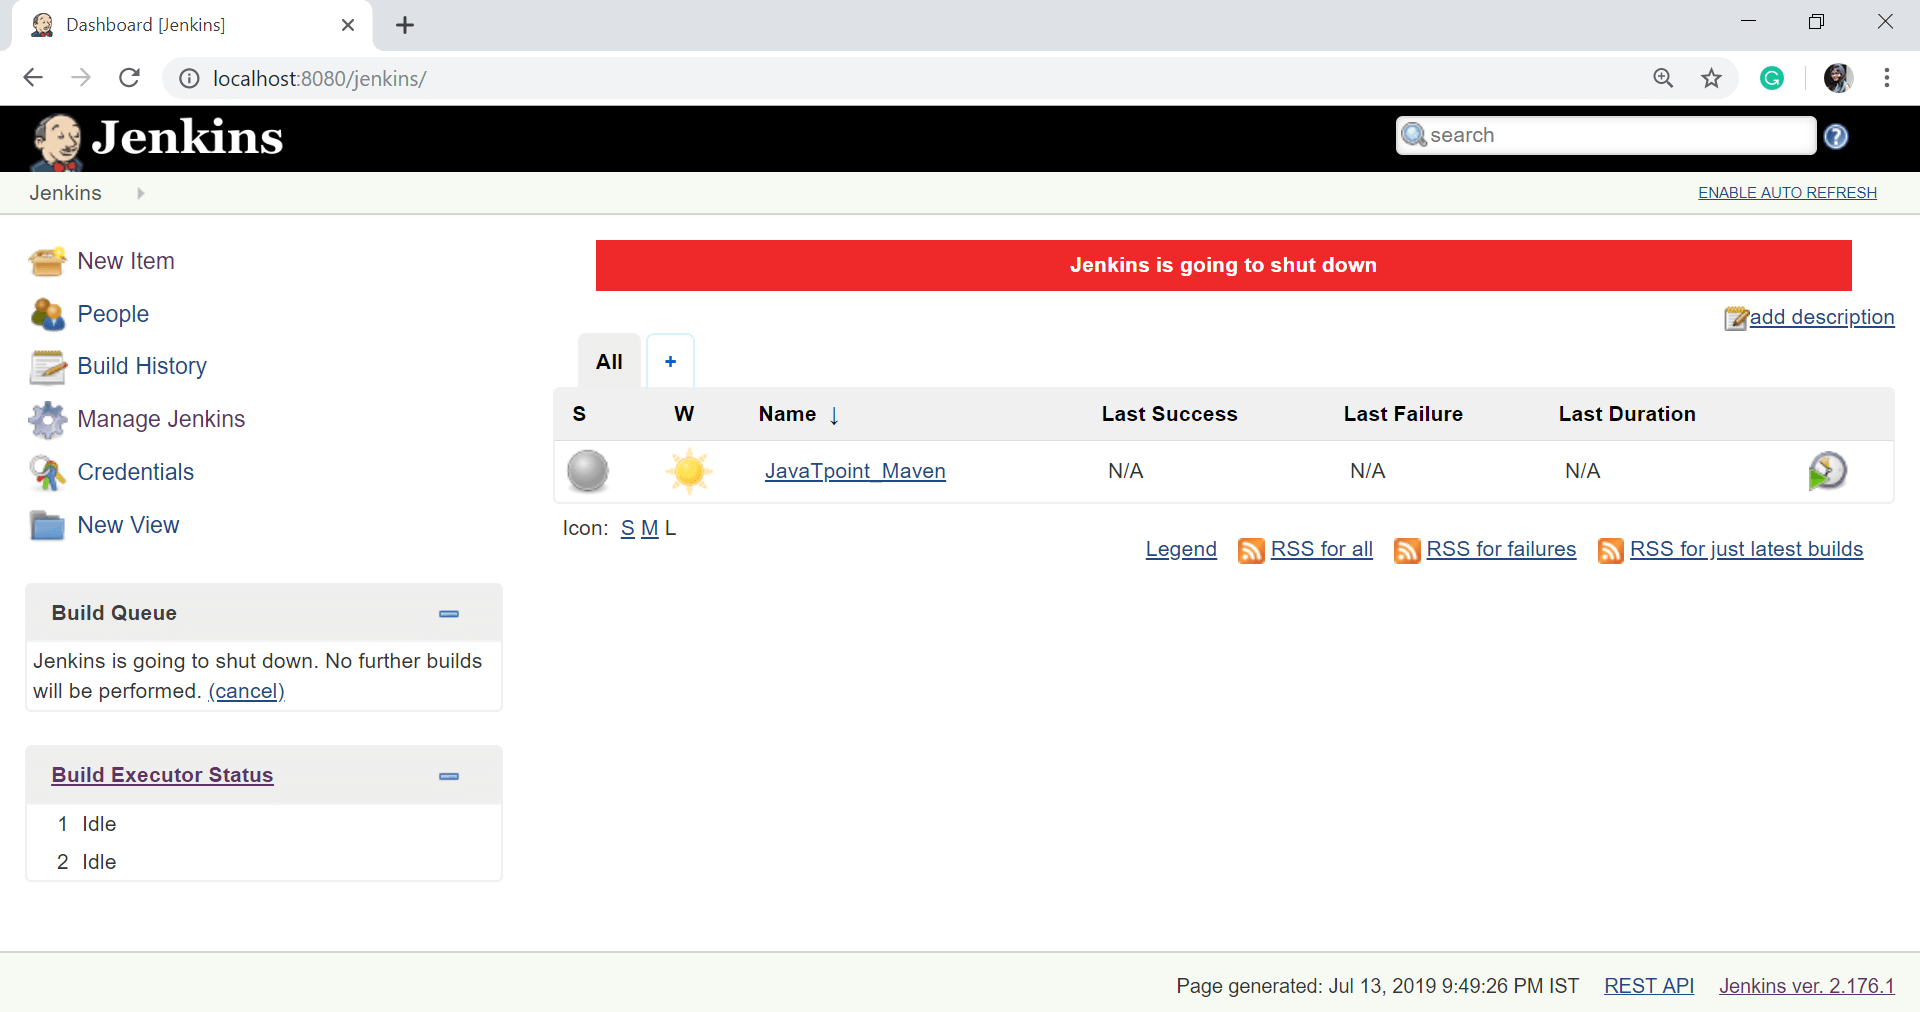 Dashboard [Jenkins]
localhost:8080/jenkins/
Jenkins
search
Jenkins
ENABLE AUTO REFRESH
New Item
People
Build History
Manage Jenkins
Credentials
New View
Build Queue
Jenkins is going to shut down. No further builds
will be performed. (cancel)
Build Executor Status
1 Idle
2 Idle
Jenkins is going to shut down
add description
All +
S W Name ↓ Last Success Last Failure Last Duration
JavaTpoint_Maven N/A N/A N/A
Icon: S M L
Legend RSS for all RSS for failures RSS for just latest builds
Page generated: Jul 13, 2019 9:49:26 PM IST REST API Jenkins ver. 2.176.1